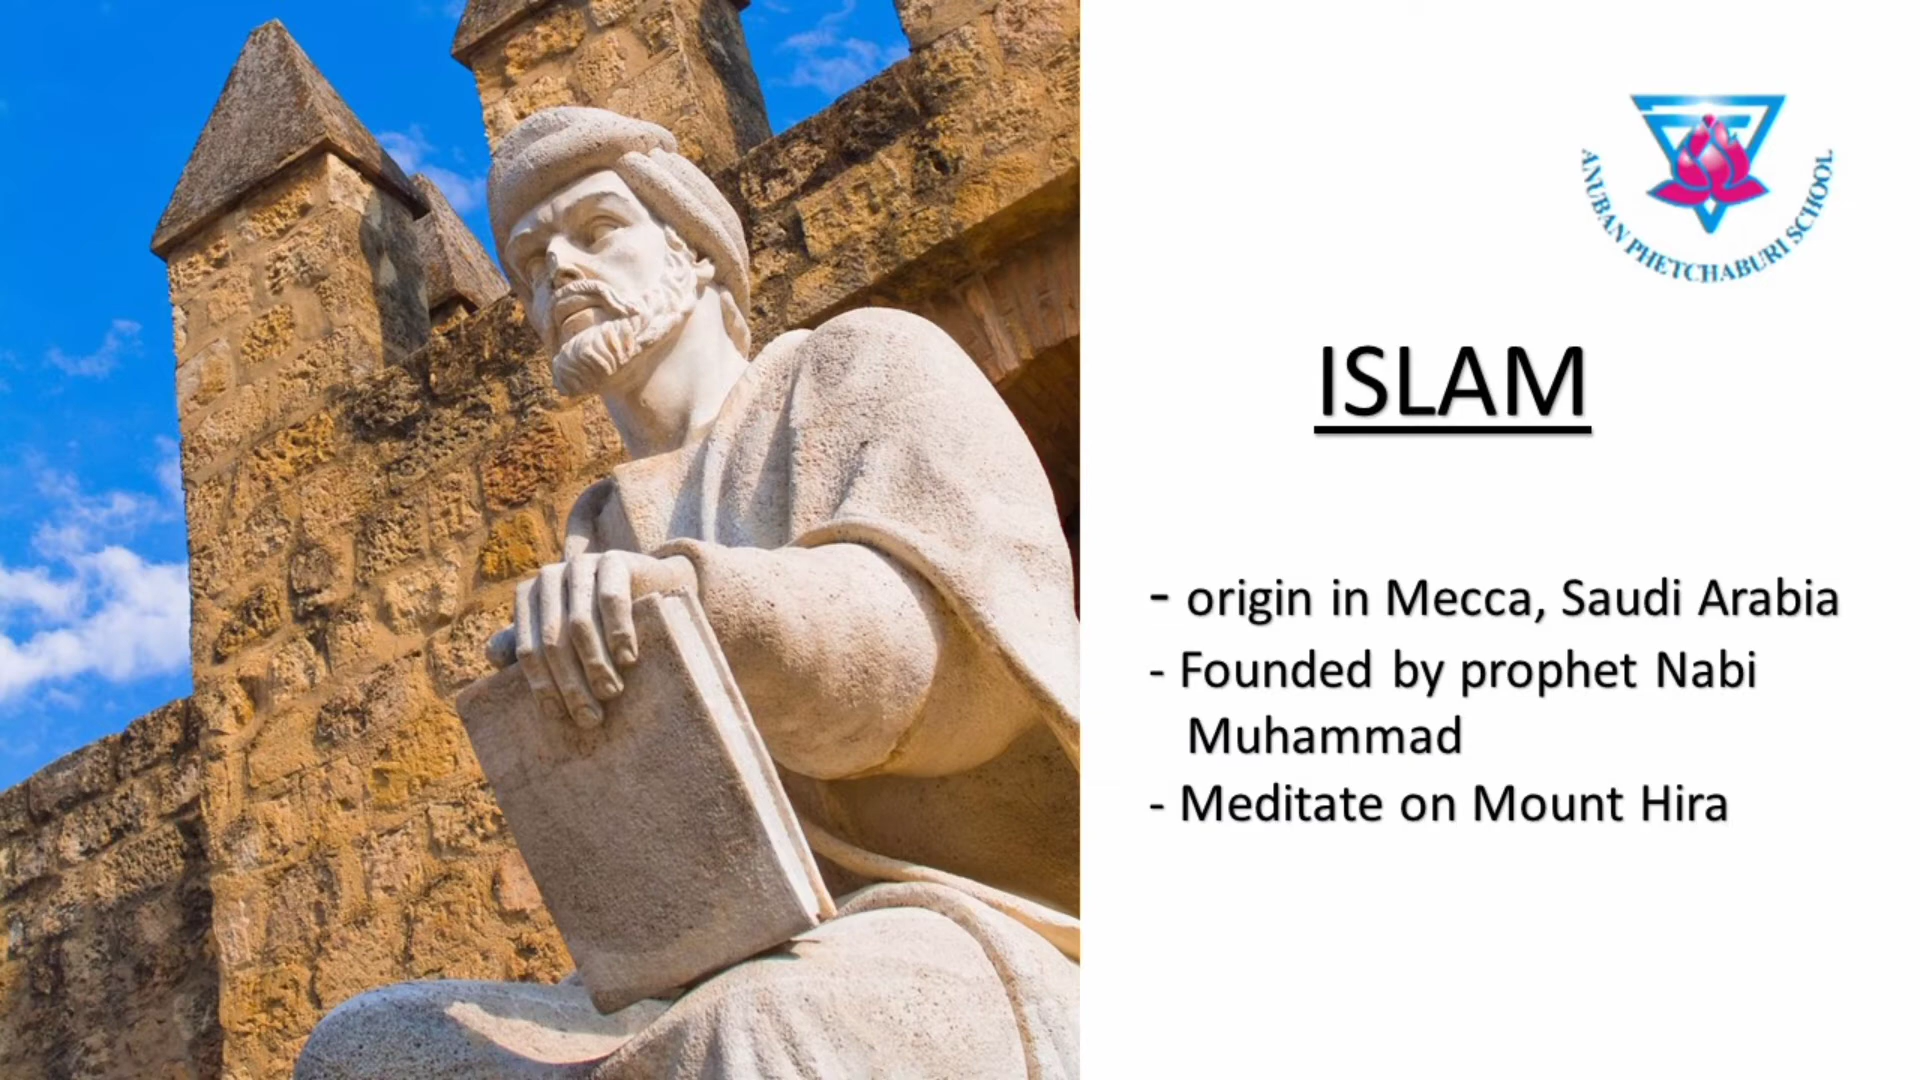 ANUBAN PHETCHABURI SCHOOL
ISLAM
- origin in Mecca, Saudi Arabia
- Founded by prophet Nabi
Muhammad
- Meditate on Mount Hira